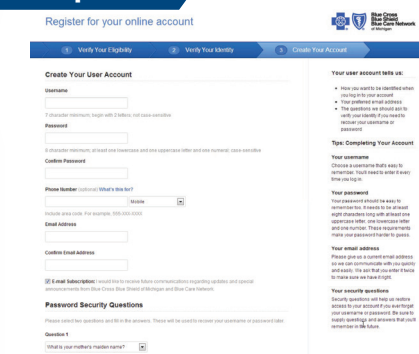 Register for your online account
Blue Cross
Blue Shield
Blue Care Network
of Michigan
1 Verify Your Eligibility
2 Verify Your Identity
3 Create Your Account
Create Your User Account
Username
7 character minimum, begin with 2 letters, not case-sensitive
Password
8 character minimum, at least one lowercase and one uppercase letter and one numeral, case-sensitive
Confirm Password
Phone Number (optional) What's this for?
Mobile
Include area code. For example, 555-XXX-XXXX
Email Address
Confirm Email Address
E-mail Subscription: I would like to receive future communications regarding updates and special
announcements from Blue Cross Blue Shield of Michigan and Blue Care Network.
Password Security Questions
Please select two questions and fill in the answers. These will be used to recover your username or password later.
Question 1
What is your mother's maiden name?
Your user account tells us:
• How you want to be identified when
you log in to your account
• Your preferred email address
• The questions we should ask to
verify your identity if you need to
recover your username or
password
Tips: Completing Your Account
Your username
Choose a username that's easy to
remember. You'll need to enter it every
time you log in.
Your password
Your password should be easy to
remember too. It needs to be at least
eight characters long with at least one
uppercase letter, one lowercase letter
and one number. These requirements
make your password harder to guess.
Your email address
Please give us a current email address
so we can communicate with you quickly
and easily. We ask that you enter it twice
to make sure we have it right.
Your security questions
Security questions will help us restore
access to your account if you ever forget
your username or password. Be sure to
supply questions and answers that you'll
remember in the future.